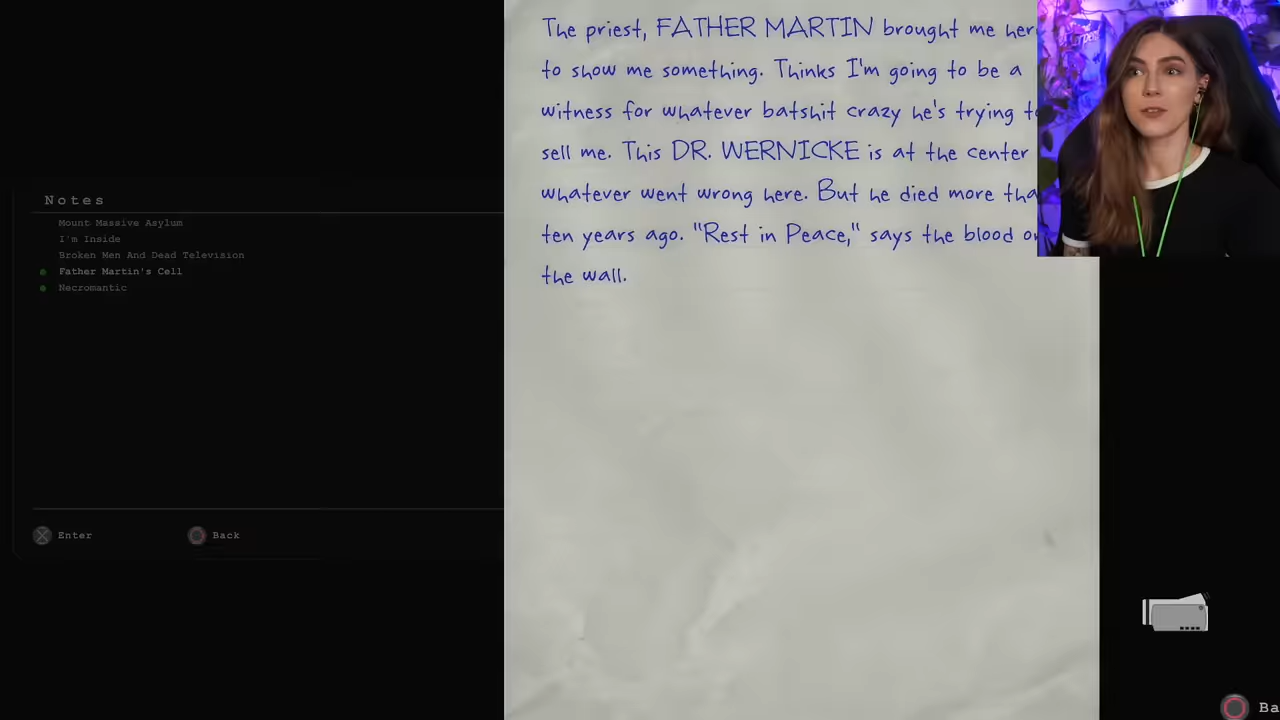 The priest, FATHER MARTIN brought me
to show me something. Thinks I'm going to be a
witness for whatever batshit crazy he's trying
sell me. This DR. WERNICKE is at the center
whatever went wrong here. But he died more
ten years ago. "Rest in Peace," says the blood
the wall.
Notes
Mount Massive Asylum
I'm Inside
Broken Men And Dead Television
Father Martin's Cell
Necromantic
Enter
Back